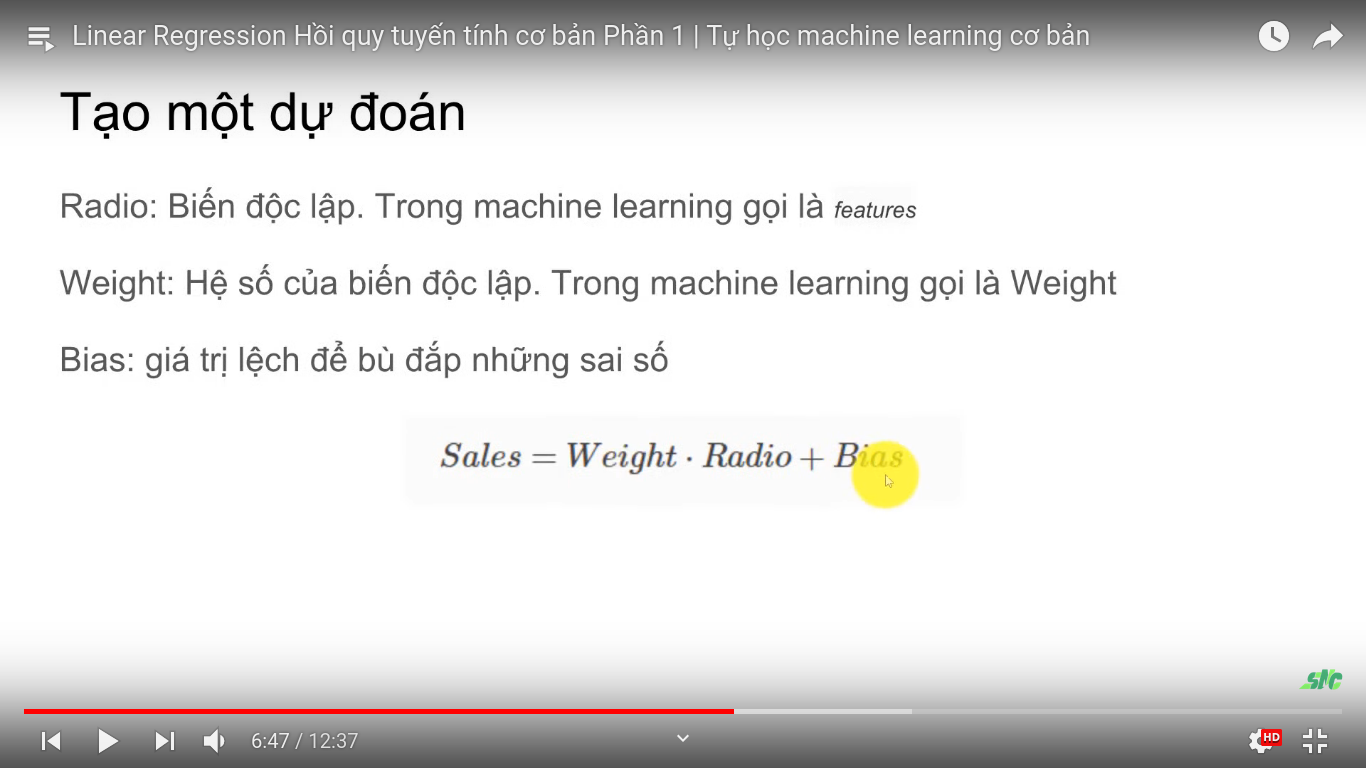 Linear Regression Hồi quy tuyến tính cơ bản Phần 1 | Tự học machine learning cơ bản
Tạo một dự đoán
Radio: Biến độc lập. Trong machine learning gọi là features
Weight: Hệ số của biến độc lập. Trong machine learning gọi là Weight
Bias: giá trị lệch để bù đắp những sai số
Sales = Weight · Radio + Bias
SNC
6:47 / 12:37
HD